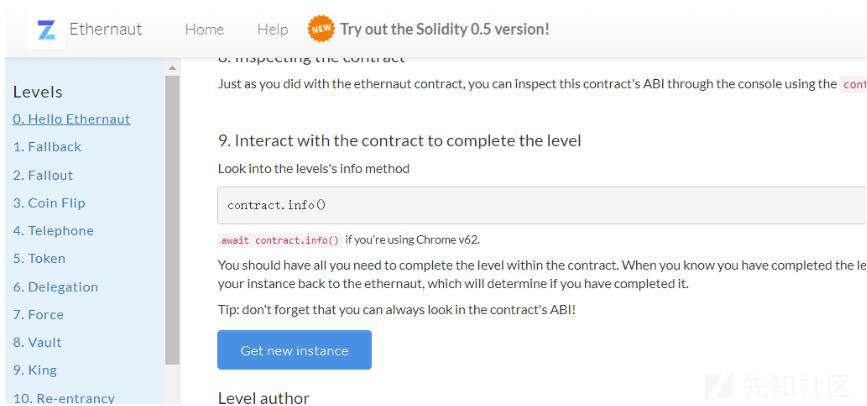 Ethernaut
Home
Help
NEW
Try out the Solidity 0.5 version!
Levels
0. Hello Ethernaut
1. Fallback
2. Fallout
3. Coin Flip
4. Telephone
5. Token
6. Delegation
7. Force
8. Vault
9. King
10. Re-entrancy
8. Inspecting the contract
Just as you did with the ethernaut contract, you can inspect this contract's ABI through the console using the cont
9. Interact with the contract to complete the level
Look into the levels's info method
contract.info()
await contract.info() if you're using Chrome v62.
You should have all you need to complete the level within the contract. When you know you have completed the le
your instance back to the ethernaut, which will determine if you have completed it.
Tip: don't forget that you can always look in the contract's ABI!
Get new instance
Level author
先知社区